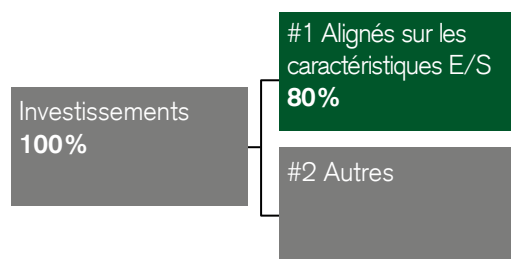 Investissements
100%
#1 Alignés sur les
caractéristiques E/S
80%
#2 Autres